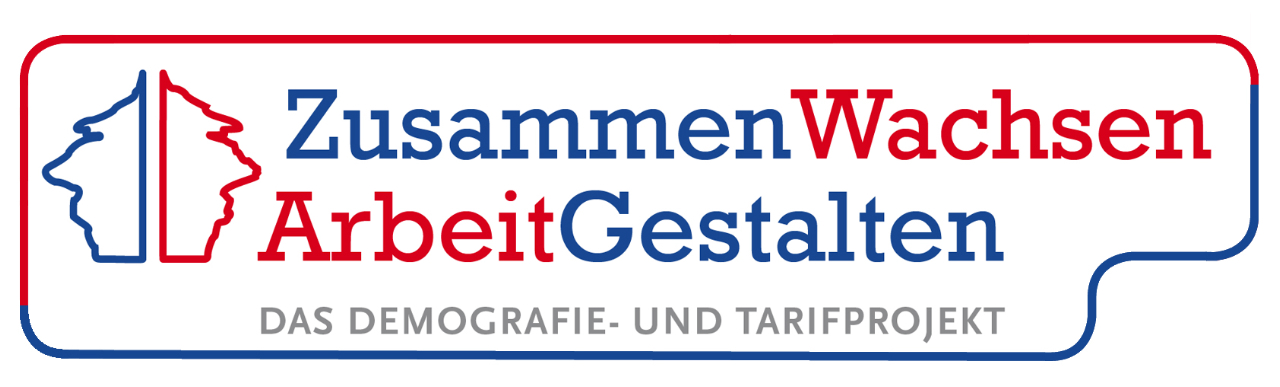 ZusammenWachsen
ArbeitGestalten
DAS DEMOGRAFIE- UND TARIFPROJEKT